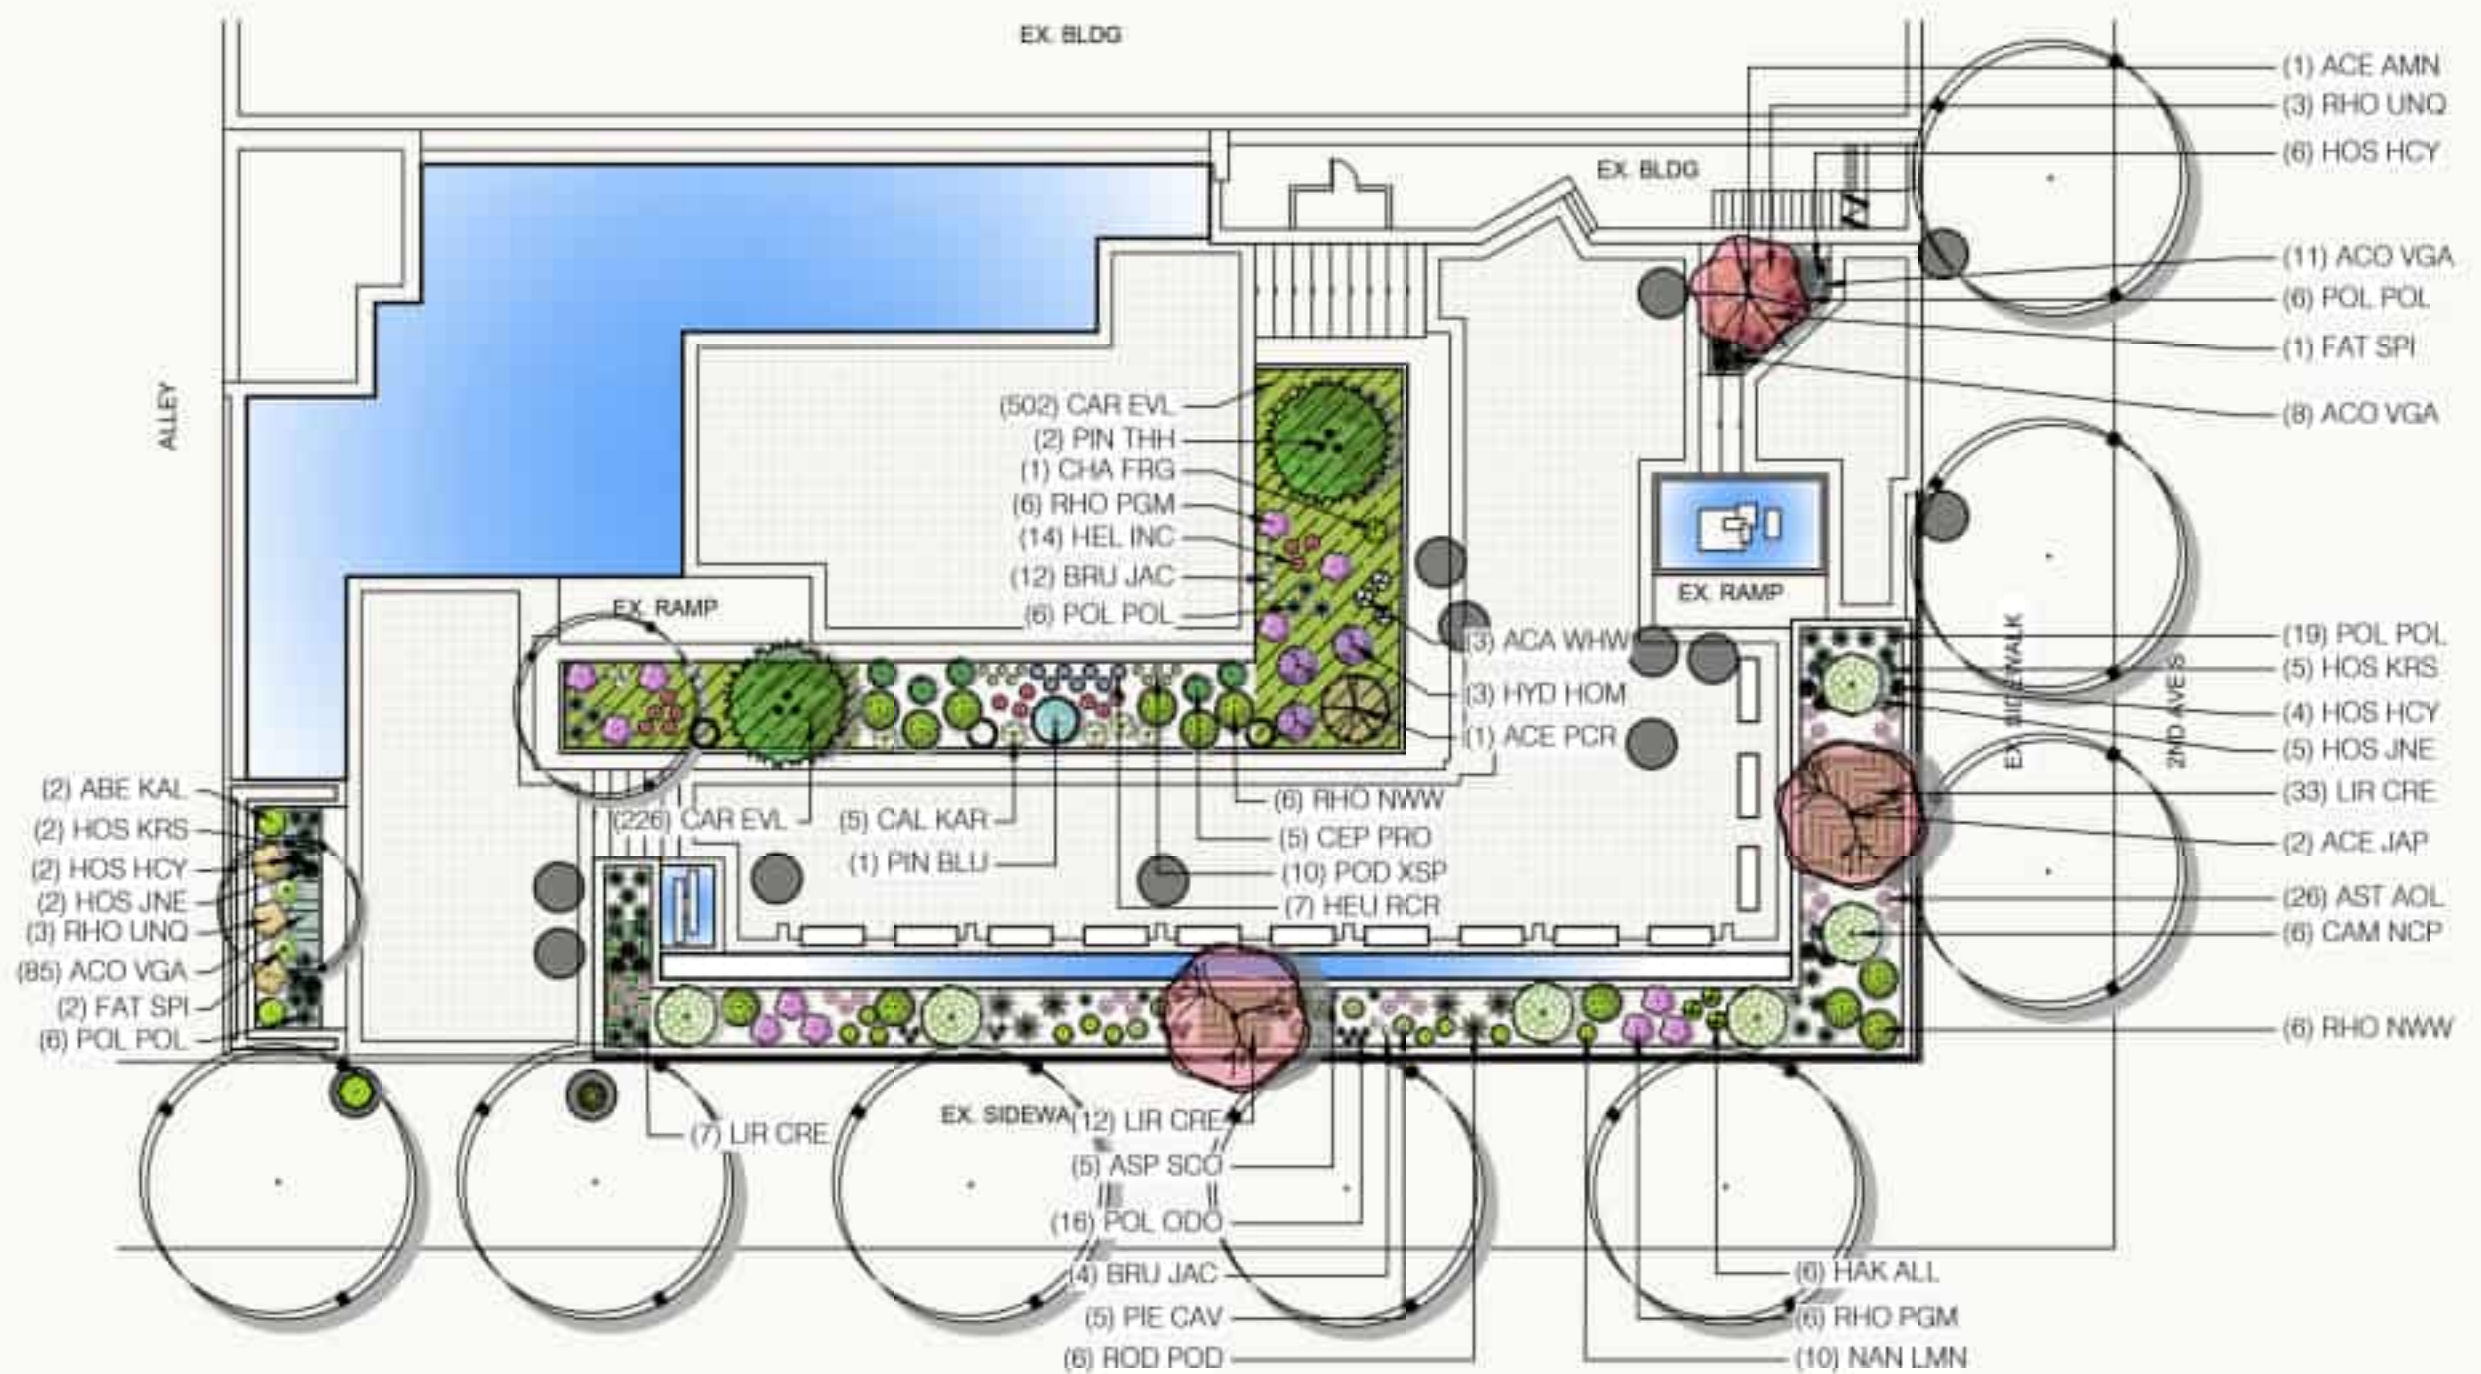 EX. BLDG
EX. BLDG
ALLEY
(1) ACE AMN
(3) RHO UNQ
(6) HOS HCY
(11) ACO VGA
(6) POL POL
(1) FAT SPI
(8) ACO VGA
(502) CAR EVL
(2) PIN THH
(1) CHA FRG
(6) RHO PGM
(14) HEL INC
(12) BRU JAC
(6) POL POL
EX. RAMP
EX. RAMP
(3) ACA WHW
(3) HYD HOM
(1) ACE PCR
(19) POL POL
(5) HOS KRS
(4) HOS HCY
(5) HOS JNE
(33) LIR CRE
(2) ACE JAP
(26) AST AOL
(6) CAM NCP
(6) RHO NWW
EX. SIDEWALK
2ND AVES
(2) ABE KAL
(2) HOS KRS
(2) HOS HCY
(2) HOS JNE
(3) RHO UNQ
(85) ACO VGA
(2) FAT SPI
(6) POL POL
(226) CAR EVL
(5) CAL KAR
(1) PIN BLU
(6) RHO NWW
(5) CEP PRO
(10) POD XSP
(7) HEU RCR
(7) LIR CRE
EX. SIDEWA
(12) LIR CRE
(5) ASP SCO
(16) POL ODO
(4) BRU JAC
(5) PIE CAV
(6) ROD POD
(6) HAK ALL
(6) RHO PGM
(10) NAN LMN